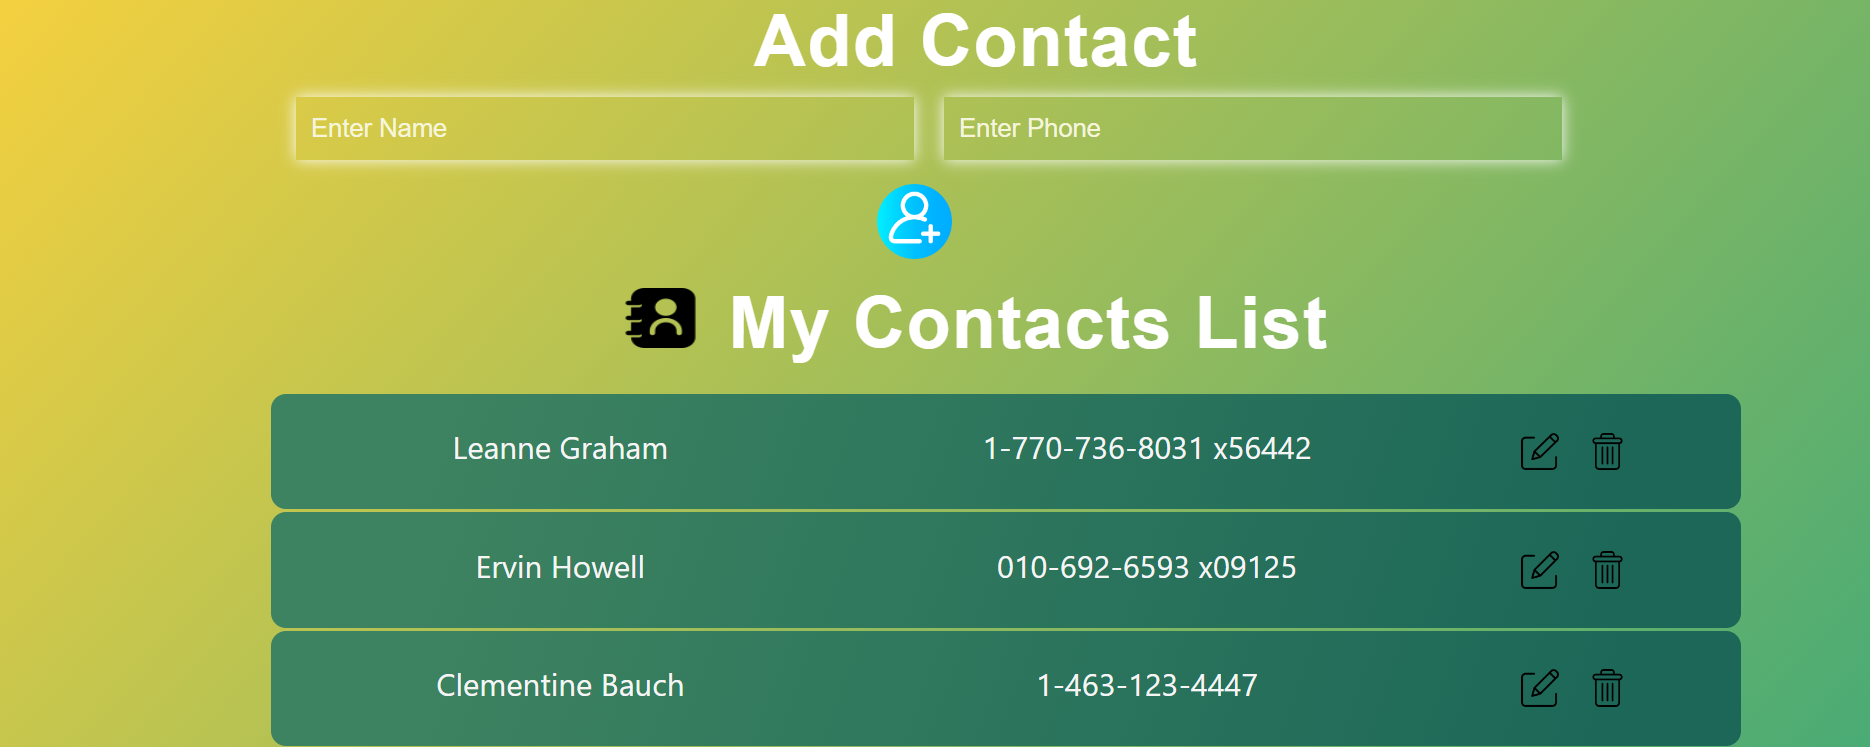 Add Contact
Enter Name Enter Phone
My Contacts List
Leanne Graham 1-770-736-8031 x56442
Ervin Howell 010-692-6593 x09125
Clementine Bauch 1-463-123-4447